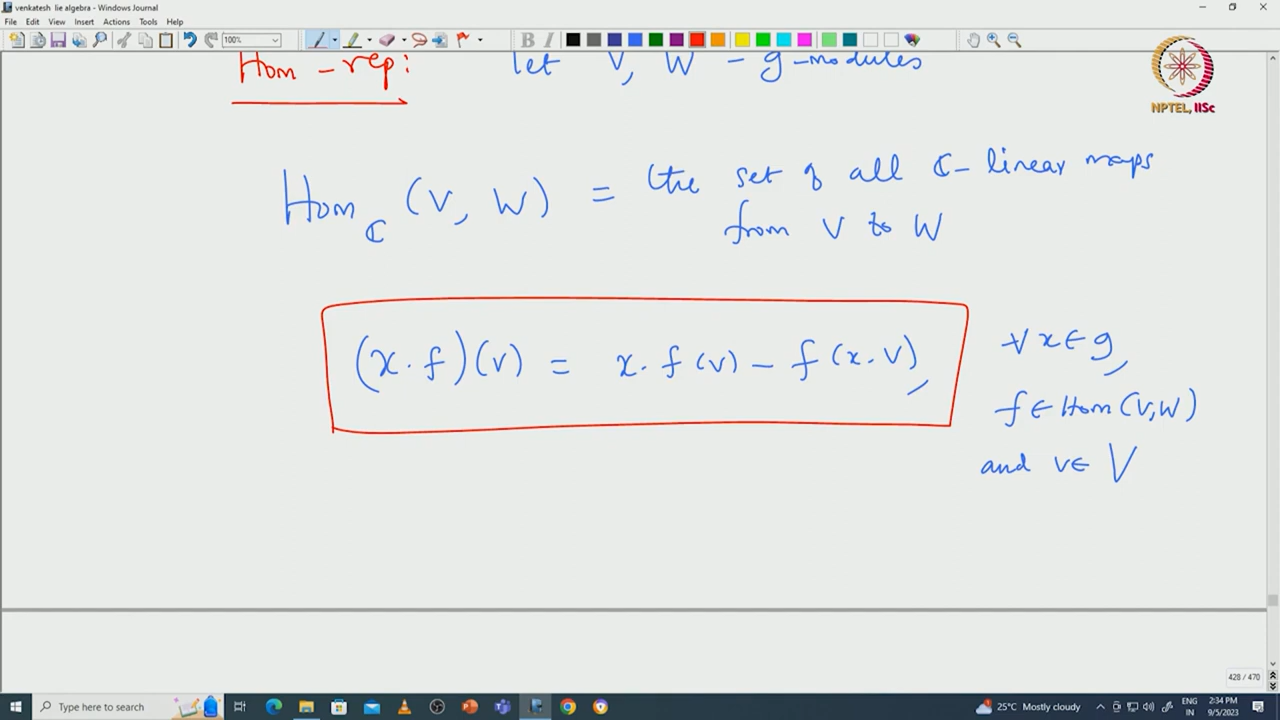 venkatesh lie algebra - Windows Journal
File Edit View Insert Actions Tools Help
100%
Hom - rep: let V, W - g-modules
NPTEL, IISc
Hom_ℂ (V, W) = the set of all ℂ- linear maps
from V to W
(x. f)(v) = x. f(v) - f(x. v), ∀ x ∈ g,
f ∈ Hom(V,W)
and v ∈ V
428 / 470
Type here to search
25°C Mostly cloudy
ENG
IN
2:34 PM
9/5/2023